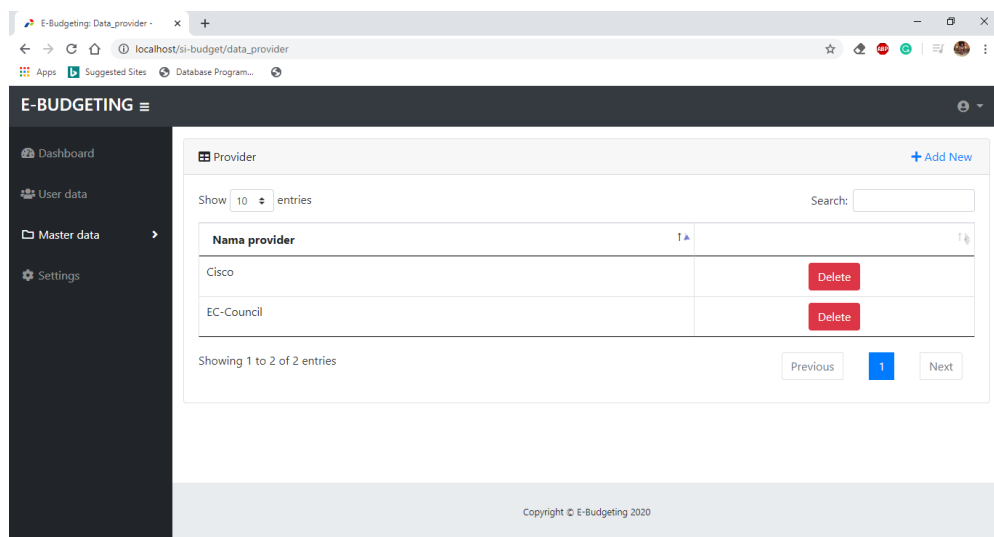 E-Budgeting: Data_provider -
localhost/si-budget/data_provider
ABP
G
Apps
b
Suggested Sites
Database Program...
E-BUDGETING
Dashboard
Provider
Add New
User data
Show 10 entries
Search:
Master data
Nama provider
Settings
Cisco
Delete
EC-Council
Delete
Showing 1 to 2 of 2 entries
Previous
1
Next
Copyright © E-Budgeting 2020